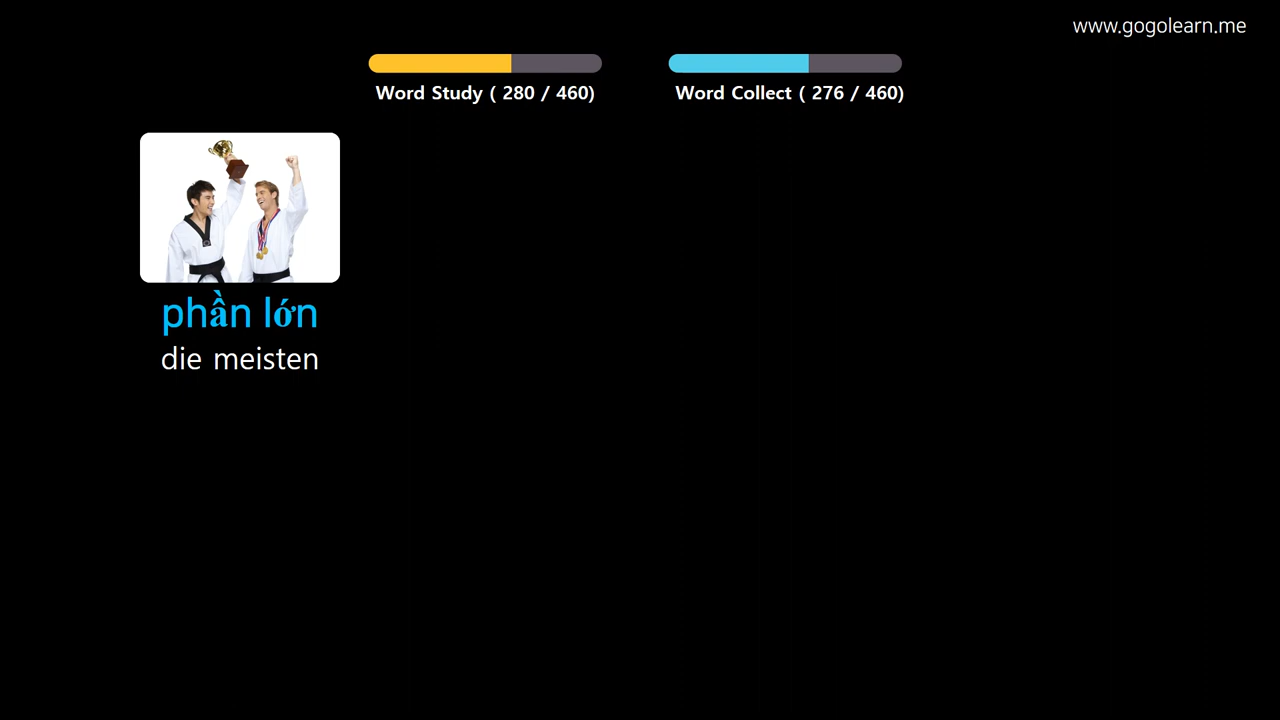 www.gogolearn.me
Word Study ( 280 / 460)
Word Collect ( 276 / 460)
phần lớn
die meisten